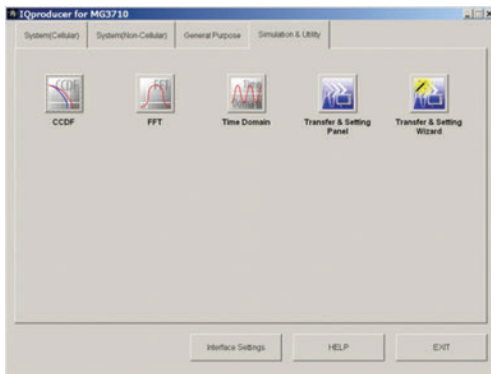 IQproducer for MG3710
System(Cellular) System(Non-Cellular) General Purpose Simulation & Utility
CCDF FFT Time Domain Transfer & Setting Panel Transfer & Setting Wizard
Interface Settings HELP EXIT